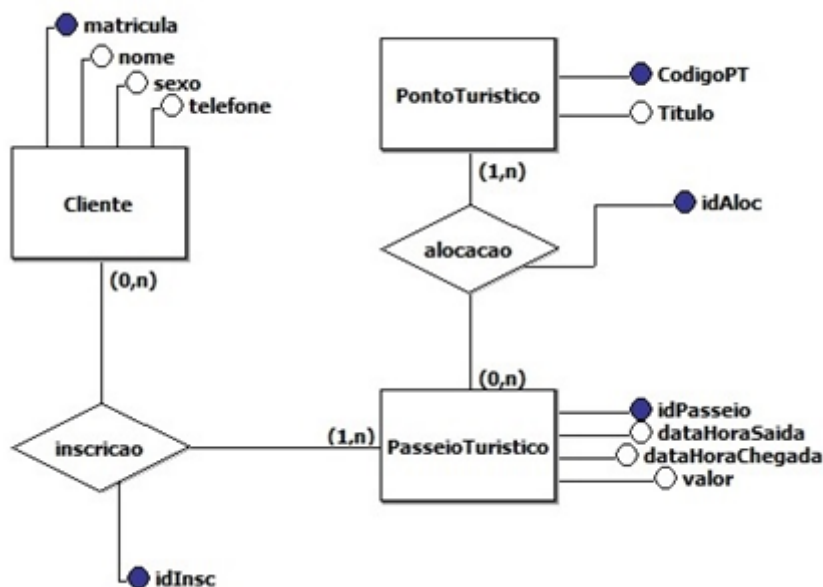 matricula
nome
sexo
telefone
Cliente
(0,n)
inscricao
idInsc
PontoTuristico
CodigoPT
Titulo
(1,n)
alocacao
idAloc
(0,n)
(1,n)
PasseioTuristico
idPasseio
dataHoraSaida
dataHoraChegada
valor